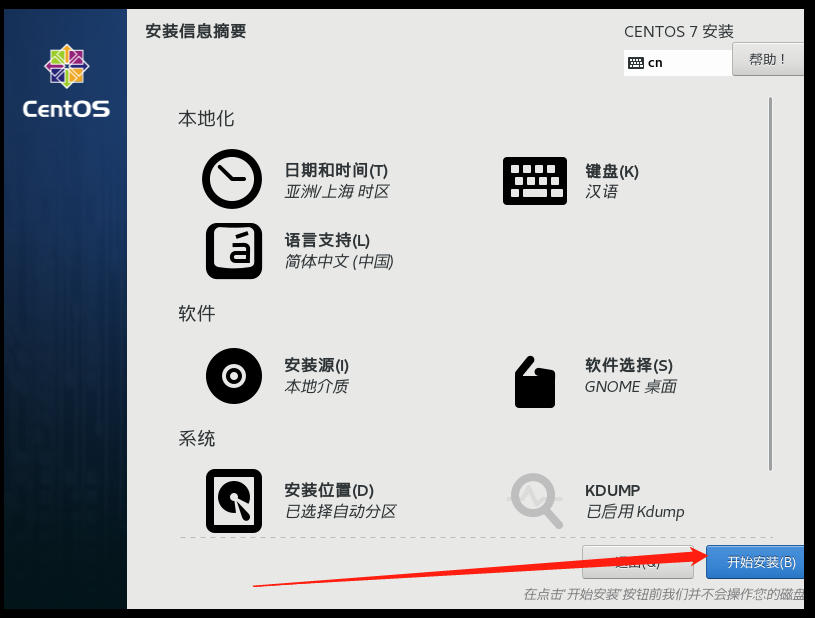 安装信息摘要
CENTOS 7 安装
cn
帮助！
CentOS
本地化
日期和时间(T)
亚洲/上海 时区
键盘(K)
汉语
语言支持(L)
简体中文 (中国)
软件
安装源(I)
本地介质
软件选择(S)
GNOME 桌面
系统
安装位置(D)
已选择自动分区
KDUMP
已启用 Kdump
退出(Q)
开始安装(B)
在点击'开始安装'按钮前我们并不会操作您的磁盘